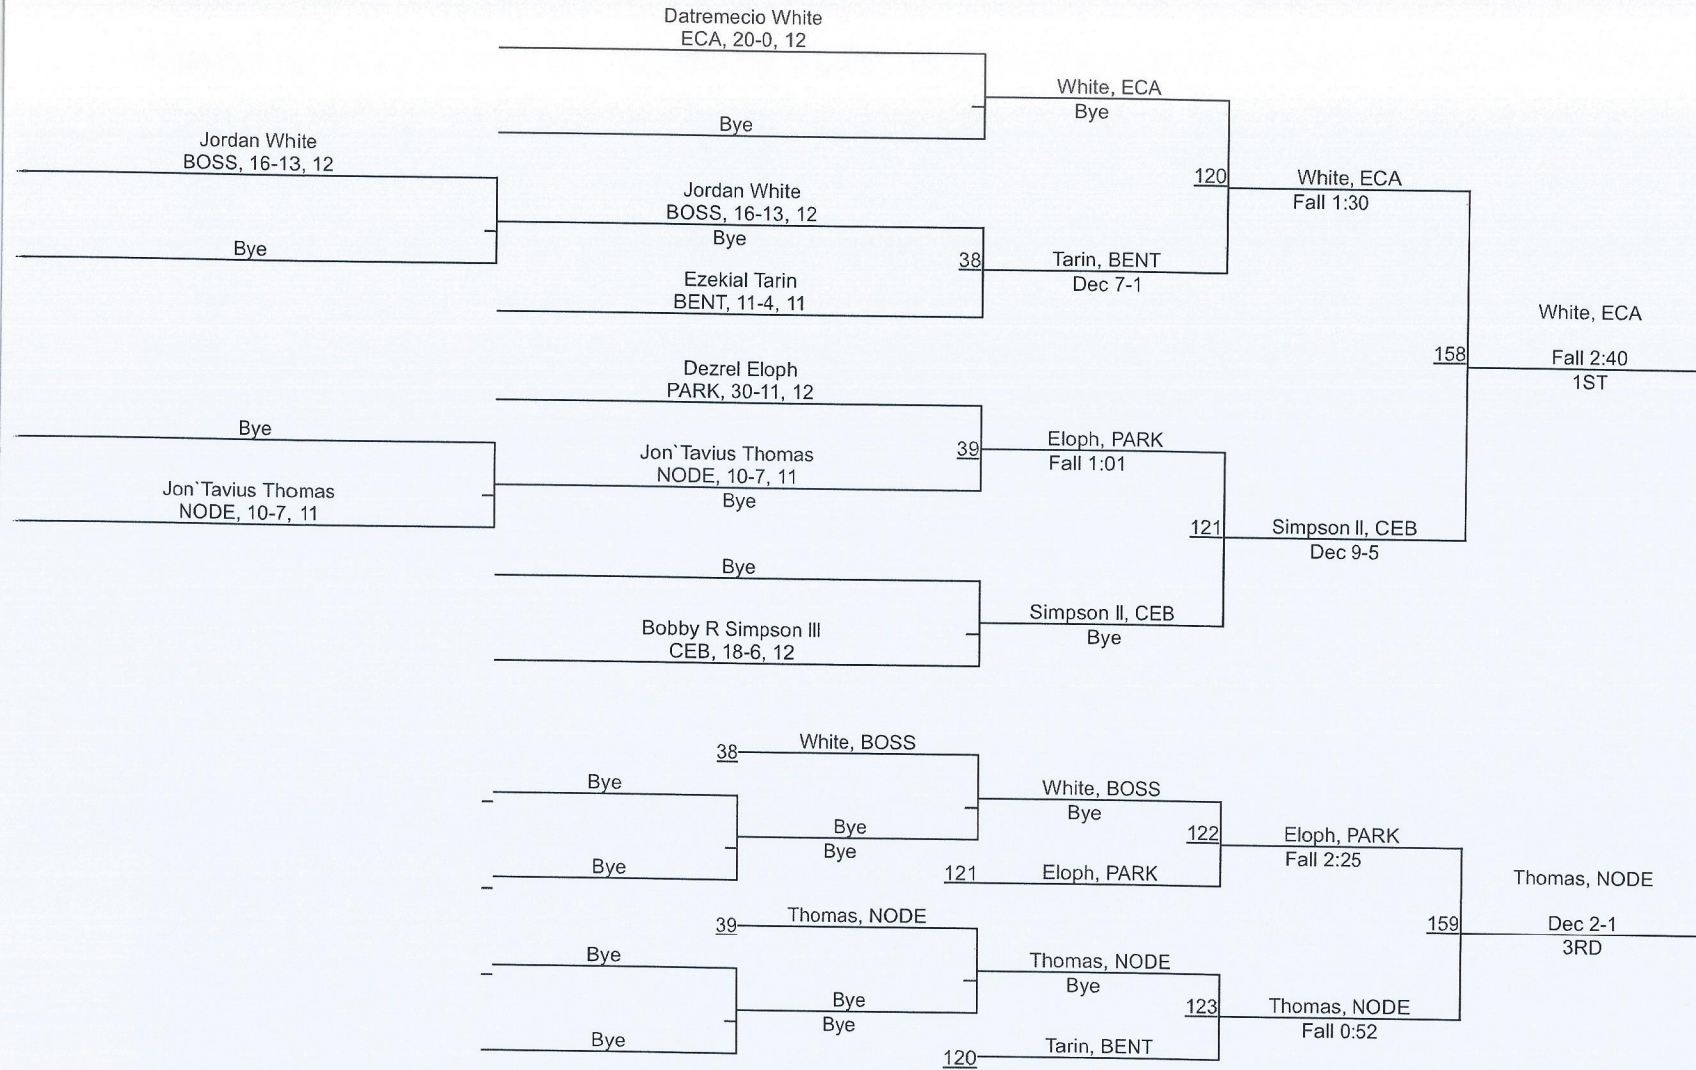 Datremecio White
ECA, 20-0, 12
White, ECA
Bye
Bye
Jordan White
BOSS, 16-13, 12
120
White, ECA
Fall 1:30
Jordan White
BOSS, 16-13, 12
Bye
Bye
38
Tarin, BENT
Dec 7-1
Ezekial Tarin
BENT, 11-4, 11
White, ECA
158
Fall 2:40
1ST
Dezrel Eloph
PARK, 30-11, 12
Bye
39
Eloph, PARK
Fall 1:01
Jon`Tavius Thomas
NODE, 10-7, 11
Bye
Jon`Tavius Thomas
NODE, 10-7, 11
121
Simpson II, CEB
Dec 9-5
Bye
Simpson II, CEB
Bye
Bobby R Simpson III
CEB, 18-6, 12
38
White, BOSS
Bye
White, BOSS
Bye
Bye
Bye
122
Eloph, PARK
Fall 2:25
Bye
121
Eloph, PARK
Thomas, NODE
39
Thomas, NODE
159
Dec 2-1
3RD
Bye
Thomas, NODE
Bye
Bye
Bye
123
Thomas, NODE
Fall 0:52
Bye
120
Tarin, BENT